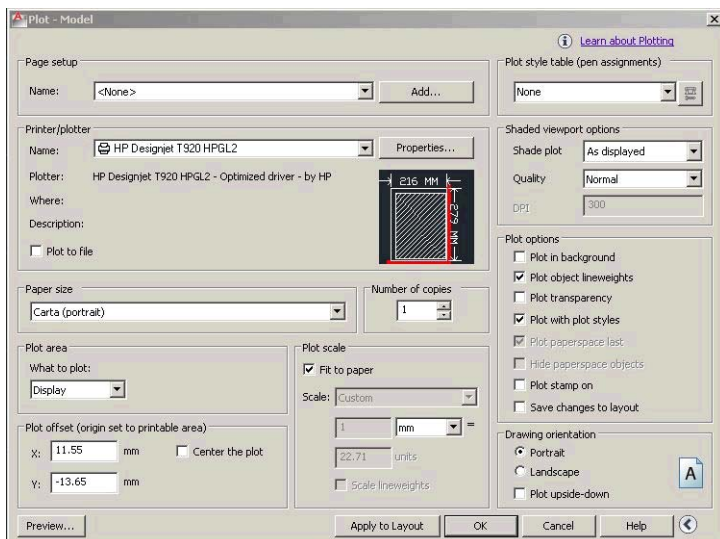 Plot - Model
Learn about Plotting
Page setup
Name: <None> Add...
Plot style table (pen assignments)
None
Printer/plotter
Name: HP Designjet T920 HPGL2 Properties...
Plotter: HP Designjet T920 HPGL2 - Optimized driver - by HP
Where:
Description:
Plot to file
216 MM
279 MM
Shaded viewport options
Shade plot As displayed
Quality Normal
DPI 300
Paper size
Carta (portrait)
Number of copies
1
Plot options
Plot in background
Plot object lineweights
Plot transparency
Plot with plot styles
Plot paperspace last
Hide paperspace objects
Plot stamp on
Save changes to layout
Plot area
What to plot:
Display
Plot scale
Fit to paper
Scale: Custom
1 mm =
22.71 units
Scale lineweights
Plot offset (origin set to printable area)
X: 11.55 mm Center the plot
Y: -13.65 mm
Drawing orientation
Portrait
Landscape
Plot upside-down
A
Preview... Apply to Layout OK Cancel Help